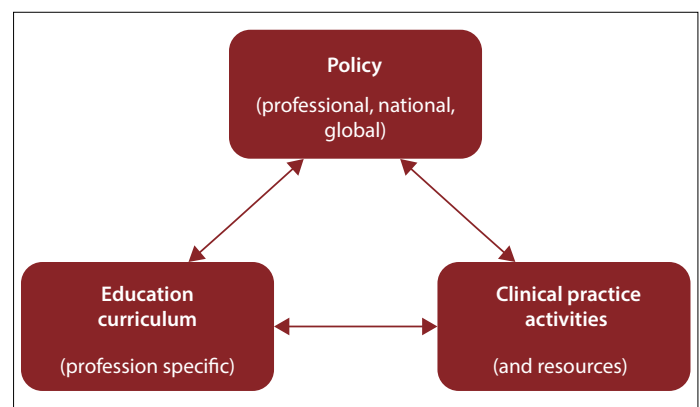 Policy
(professional, national,
global)
Education
curriculum
(profession specific)
Clinical practice
activities
(and resources)